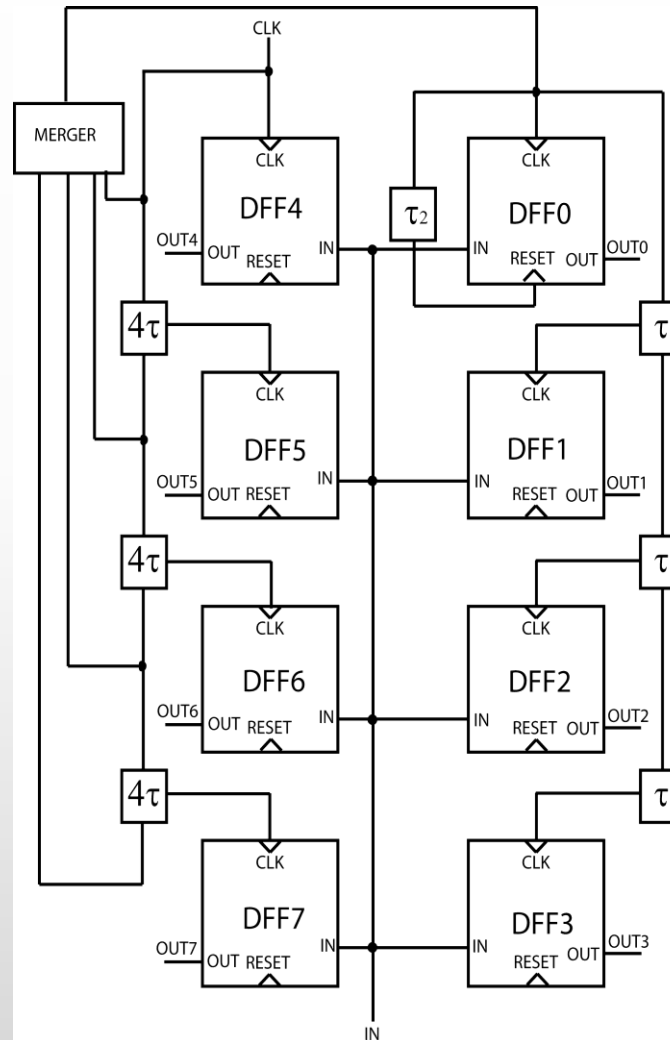 CLK
MERGER
CLK
DFF4
OUT4
OUT
RESET
IN
CLK
DFF0
τ2
IN
RESET
OUT
OUT0
4τ
CLK
DFF5
OUT5
OUT
RESET
IN
τ
CLK
DFF1
IN
RESET
OUT
OUT1
4τ
CLK
DFF6
OUT6
OUT
RESET
IN
τ
CLK
DFF2
IN
RESET
OUT
OUT2
4τ
CLK
DFF7
OUT7
OUT
RESET
IN
τ
CLK
DFF3
IN
RESET
OUT
OUT3
IN